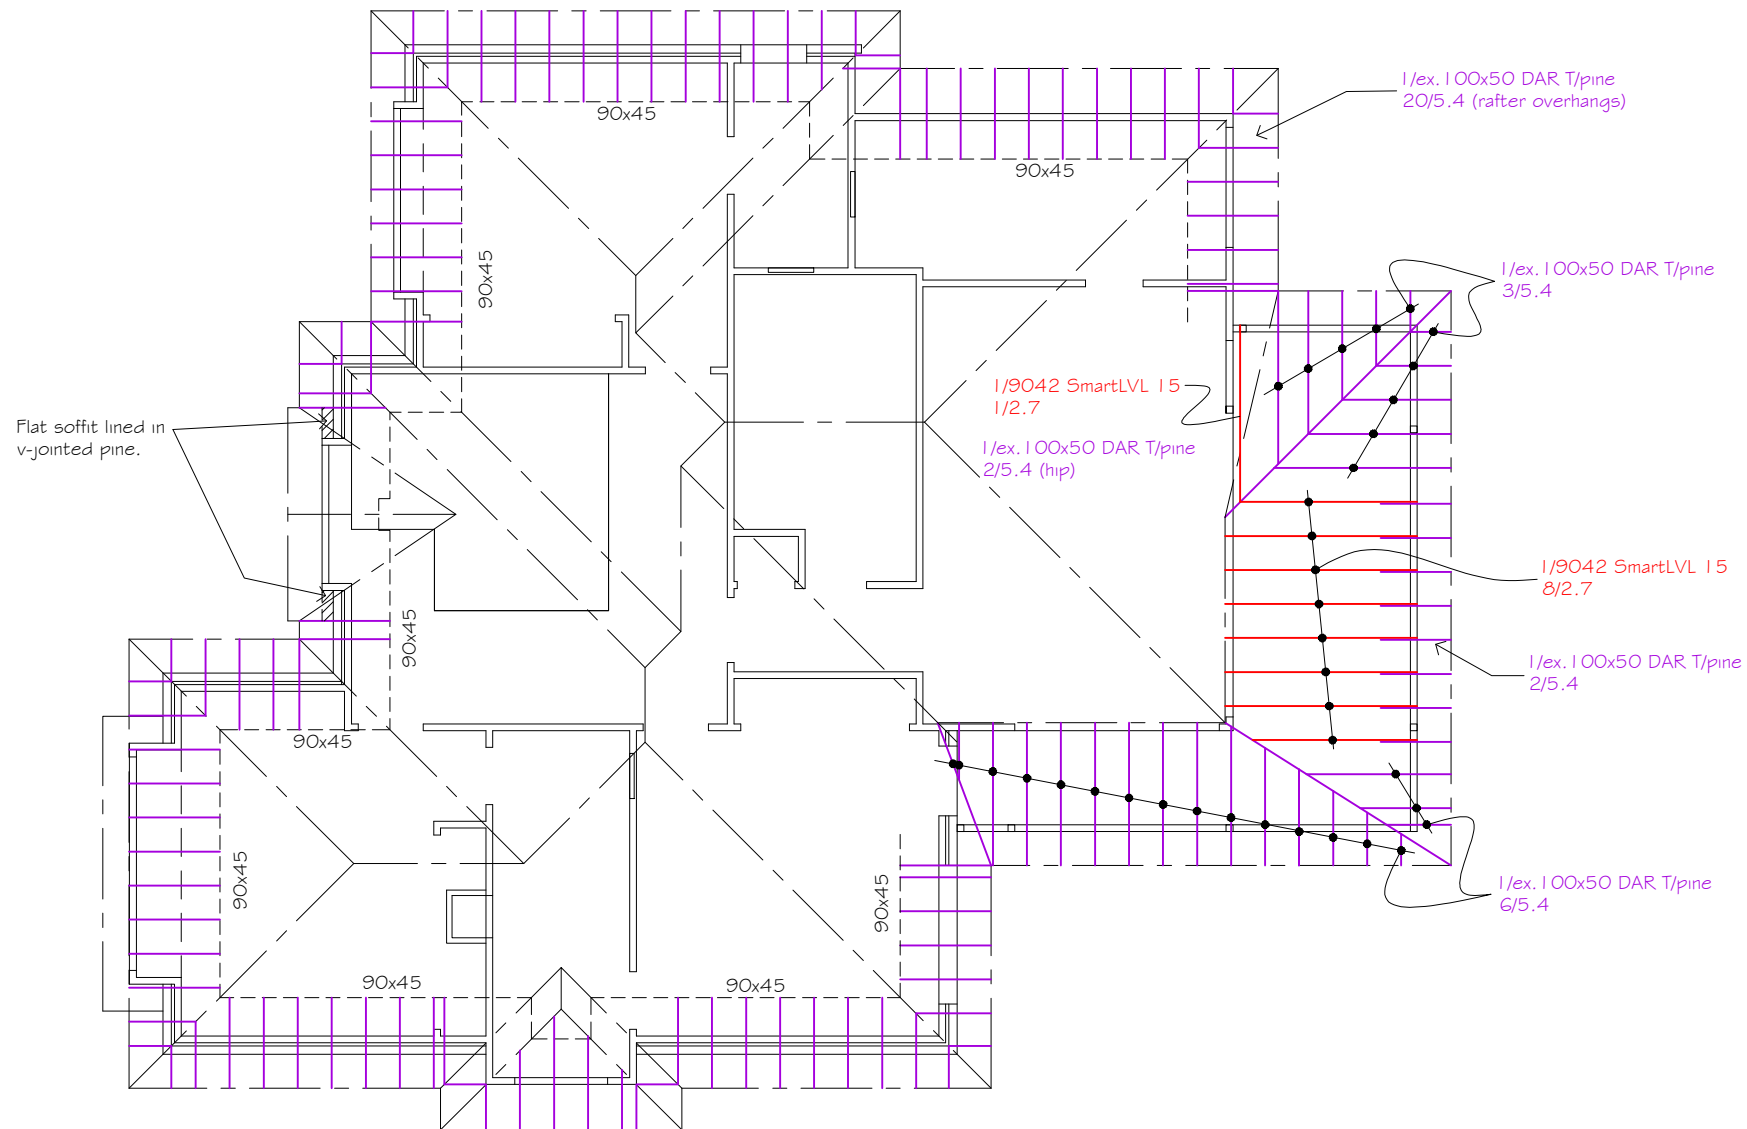 1/ex.100x50 DAR T/pine
20/5.4 (rafter overhangs)
90x45
90x45
90x45
1/ex.100x50 DAR T/pine
3/5.4
1/9042 SmartLVL 15
1/2.7
Flat soffit lined in
v-jointed pine.
1/ex.100x50 DAR T/pine
2/5.4 (hip)
1/9042 SmartLVL 15
8/2.7
90x45
1/ex.100x50 DAR T/pine
2/5.4
90x45
90x45
90x45
1/ex.100x50 DAR T/pine
6/5.4
90x45
90x45